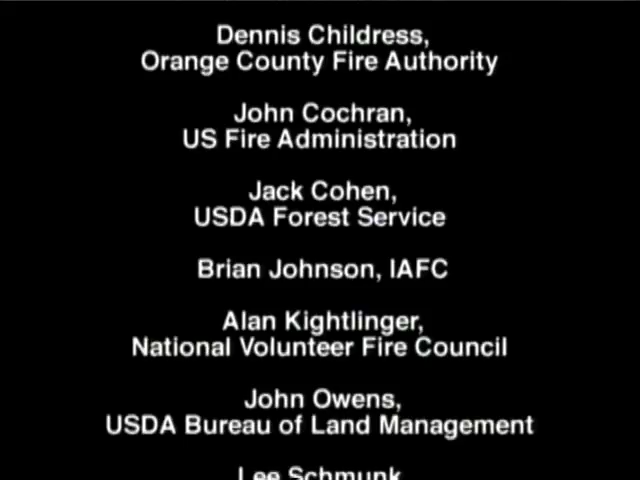 Dennis Childress,
Orange County Fire Authority
John Cochran,
US Fire Administration
Jack Cohen,
USDA Forest Service
Brian Johnson, IAFC
Alan Kightlinger,
National Volunteer Fire Council
John Owens,
USDA Bureau of Land Management
Lee Schmunk